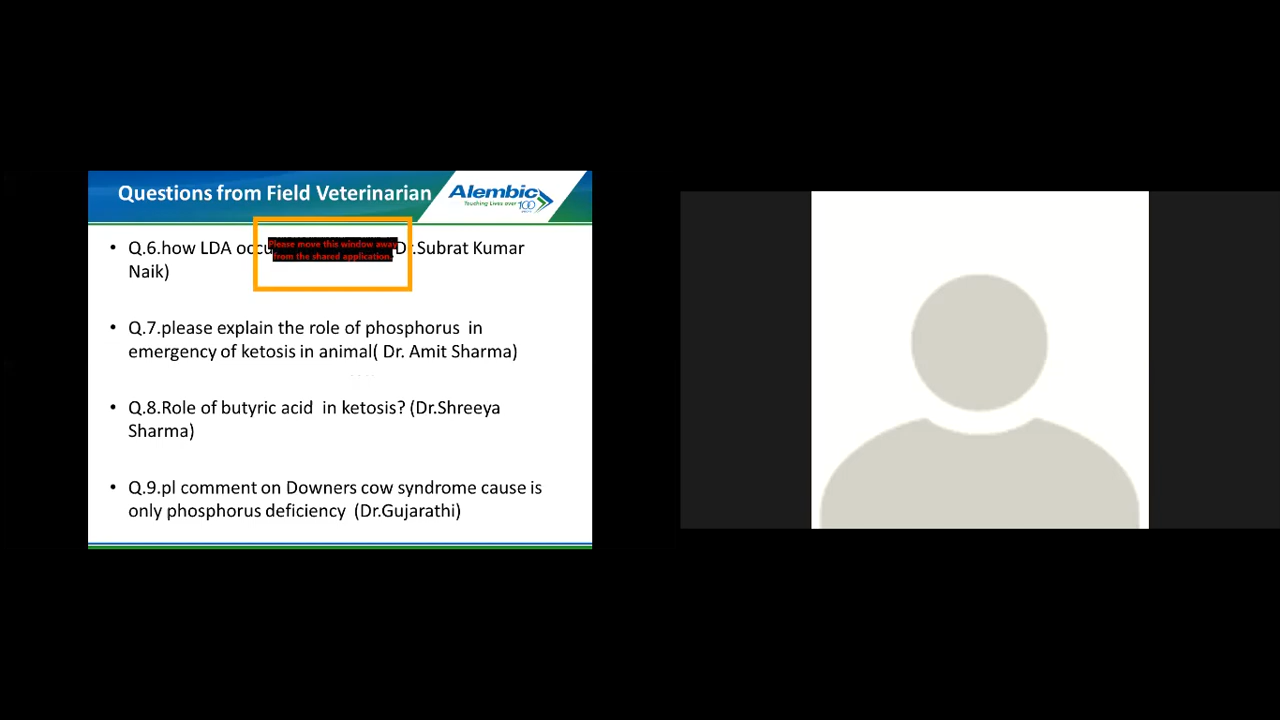 Questions from Field Veterinarian
Alembic
Touching Lives over 100
• Q.6.how LDA occu Dr.Subrat Kumar
Please move this window away
from the shared application.
Naik)
• Q.7.please explain the role of phosphorus in
emergency of ketosis in animal( Dr. Amit Sharma)
• Q.8.Role of butyric acid in ketosis? (Dr.Shreeya
Sharma)
• Q.9.pl comment on Downers cow syndrome cause is
only phosphorus deficiency (Dr.Gujarathi)